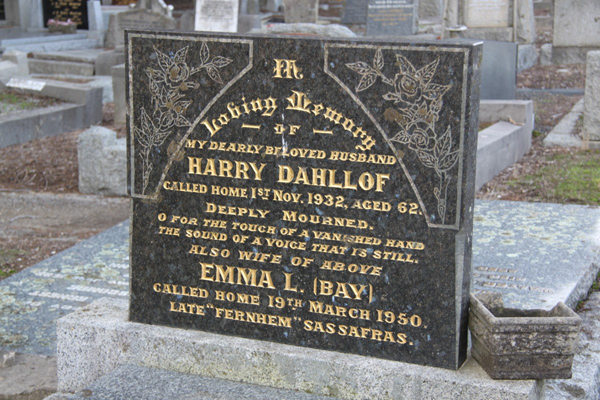 In
Loving Memory
OF
MY DEARLY BELOVED HUSBAND
HARRY DAHLLOF
CALLED HOME 1ST NOV. 1932, AGED 62.
DEEPLY MOURNED.
O FOR THE TOUCH OF A VANISHED HAND
THE SOUND OF A VOICE THAT IS STILL.
ALSO WIFE OF ABOVE
EMMA L. (BAY)
CALLED HOME 19TH MARCH 1950.
LATE "FERNHEM" SASSAFRAS.